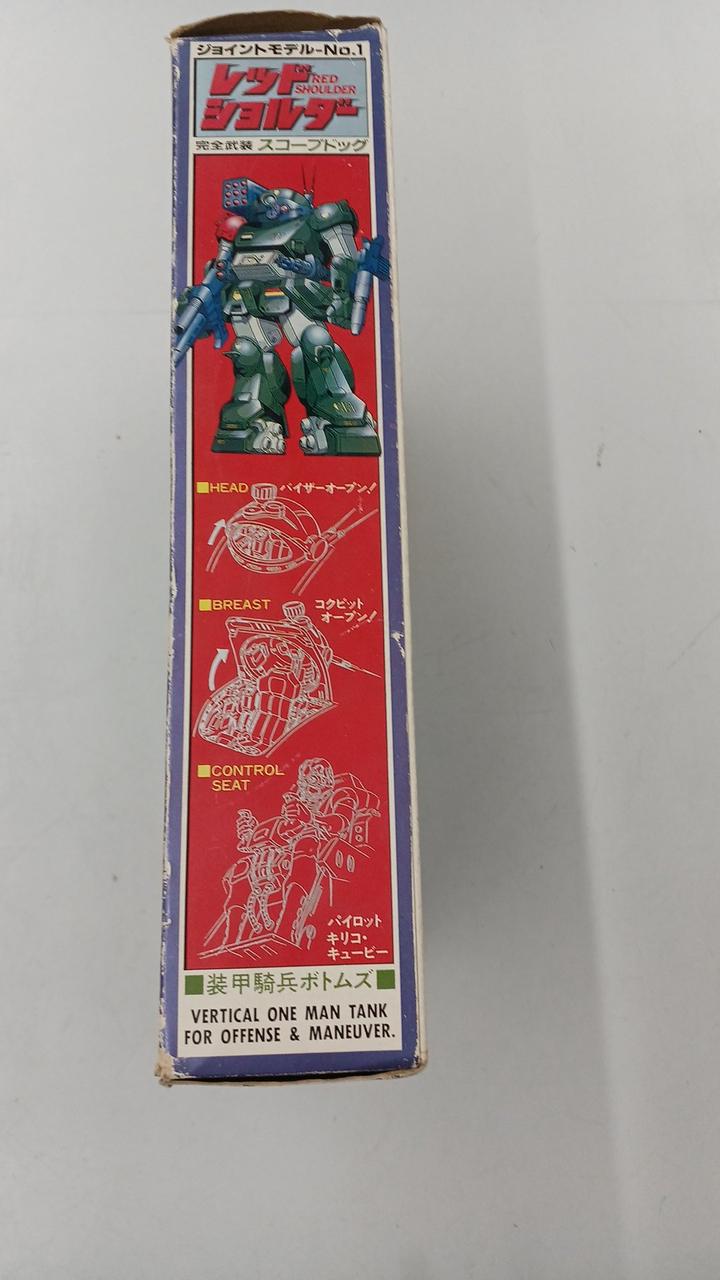 ジョイントモデル-No.1
レッド RED
ショルダー SHOULDER
完全武装 スコープドッグ
■HEAD バイザーオープン!
■BREAST コクピット
オープン!
■CONTROL
SEAT
パイロット
キリコ・
キュービー
■装甲騎兵ボトムズ■
VERTICAL ONE MAN TANK
FOR OFFENSE & MANEUVER.